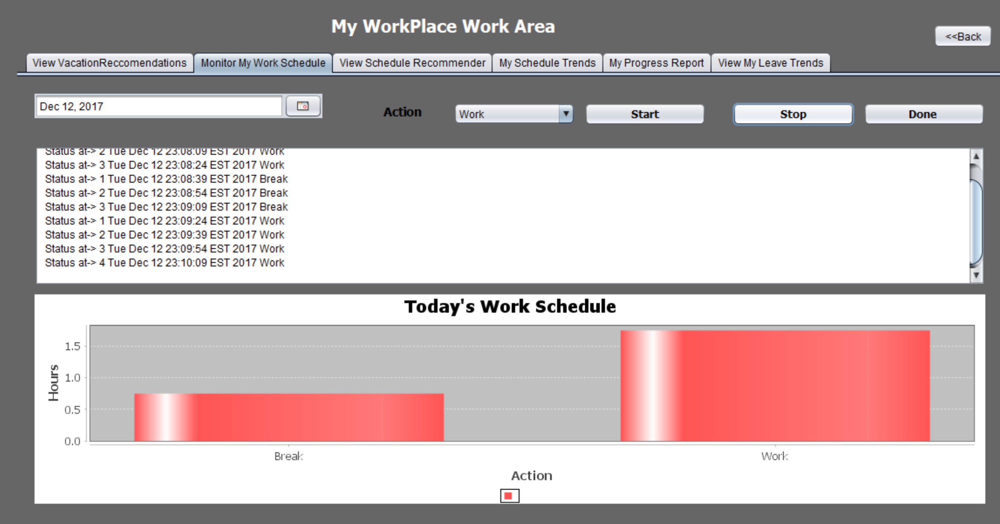 My WorkPlace Work Area
<<Back
View VacationReccomendations
Monitor My Work Schedule
View Schedule Recommender
My Schedule Trends
My Progress Report
View My Leave Trends
Dec 12, 2017
Action
Work
Start
Stop
Done
Status at-> 2 Tue Dec 12 23:08:09 EST 2017 Work
Status at-> 3 Tue Dec 12 23:08:24 EST 2017 Work
Status at-> 1 Tue Dec 12 23:08:39 EST 2017 Break
Status at-> 2 Tue Dec 12 23:08:54 EST 2017 Break
Status at-> 3 Tue Dec 12 23:09:09 EST 2017 Break
Status at-> 1 Tue Dec 12 23:09:24 EST 2017 Work
Status at-> 2 Tue Dec 12 23:09:39 EST 2017 Work
Status at-> 3 Tue Dec 12 23:09:54 EST 2017 Work
Status at-> 4 Tue Dec 12 23:10:09 EST 2017 Work
Today's Work Schedule
Hours
1.5
1.0
0.5
0.0
Break
Work
Action